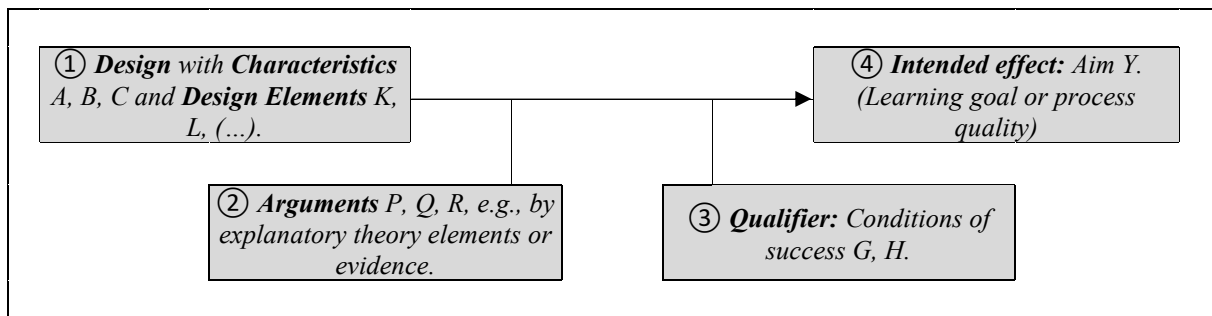 ① Design with Characteristics
A, B, C and Design Elements K,
L, (…).
④ Intended effect: Aim Y.
(Learning goal or process
quality)
② Arguments P, Q, R, e.g., by
explanatory theory elements or
evidence.
③ Qualifier: Conditions of
success G, H.